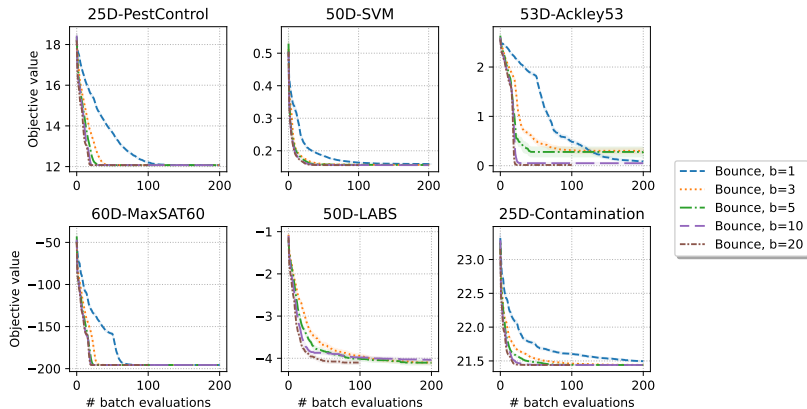 25D-PestControl
50D-SVM
53D-Ackley53
Objective value
18
16
14
12
0
100
200
0.5
0.4
0.3
0.2
0
100
200
2
1
0
0
100
200
60D-MaxSAT60
50D-LABS
25D-Contamination
Objective value
−50
−100
−150
−200
0
100
200
# batch evaluations
−1
−2
−3
−4
0
100
200
# batch evaluations
23.0
22.5
22.0
21.5
0
100
200
# batch evaluations
Bounce, b=1
Bounce, b=3
Bounce, b=5
Bounce, b=10
Bounce, b=20